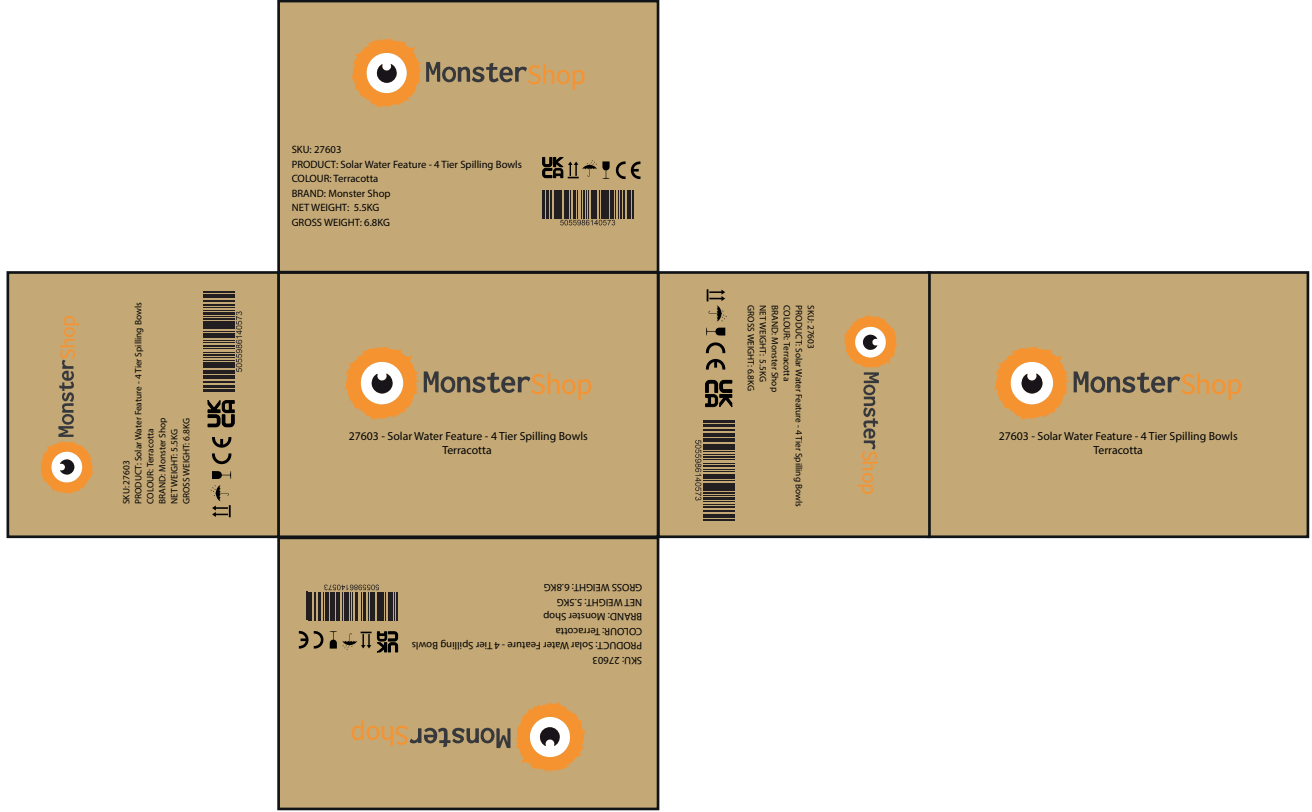 MonsterShop
SKU: 27603
PRODUCT: Solar Water Feature - 4 Tier Spilling Bowls
COLOUR: Terracotta
BRAND: Monster Shop
NET WEIGHT:  5.5KG
GROSS WEIGHT: 6.8KG
UK
CA
CE
5055986140573
MonsterShop
SKU: 27603
PRODUCT: Solar Water Feature - 4 Tier Spilling Bowls
COLOUR: Terracotta
BRAND: Monster Shop
NET WEIGHT: 5.5KG
GROSS WEIGHT: 6.8KG
UK
CA
CE
5055986140573
MonsterShop
27603 - Solar Water Feature - 4 Tier Spilling Bowls
Terracotta
MonsterShop
SKU: 27603
PRODUCT: Solar Water Feature - 4 Tier Spilling Bowls
COLOUR: Terracotta
BRAND: Monster Shop
NET WEIGHT: 5.5KG
GROSS WEIGHT: 6.8KG
CE
UK
CA
5055986140573
MonsterShop
27603 - Solar Water Feature - 4 Tier Spilling Bowls
Terracotta
MonsterShop
SKU: 27603
PRODUCT: Solar Water Feature - 4 Tier Spilling Bowls
COLOUR: Terracotta
BRAND: Monster Shop
NET WEIGHT: 5.5KG
GROSS WEIGHT: 6.8KG
UK
CA
CE
5055986140573